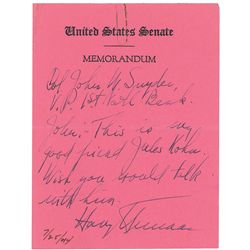 United States Senate
MEMORANDUM
Col John W. Snyder,
V.P. 1st Natl Bank.
John: This is my
good friend Jules Kohn.
Wish you would talk
with him.
Harry Truman
7/25/44